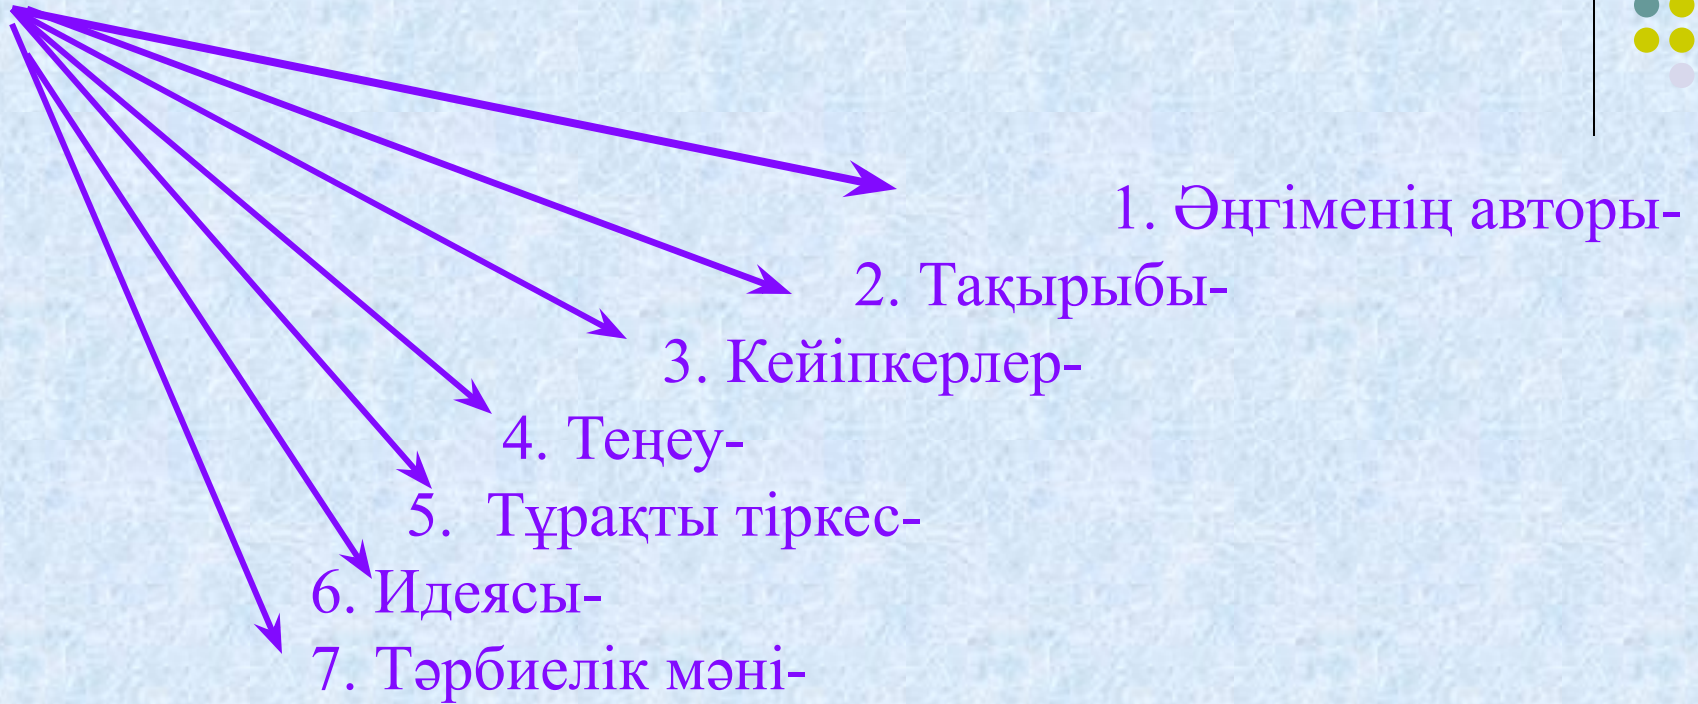 1. Әңгіменің авторы-
2. Тақырыбы-
3. Кейіпкерлер-
4. Теңеу-
5. Тұрақты тіркес-
6. Идеясы-
7. Тәрбиелік мәні-